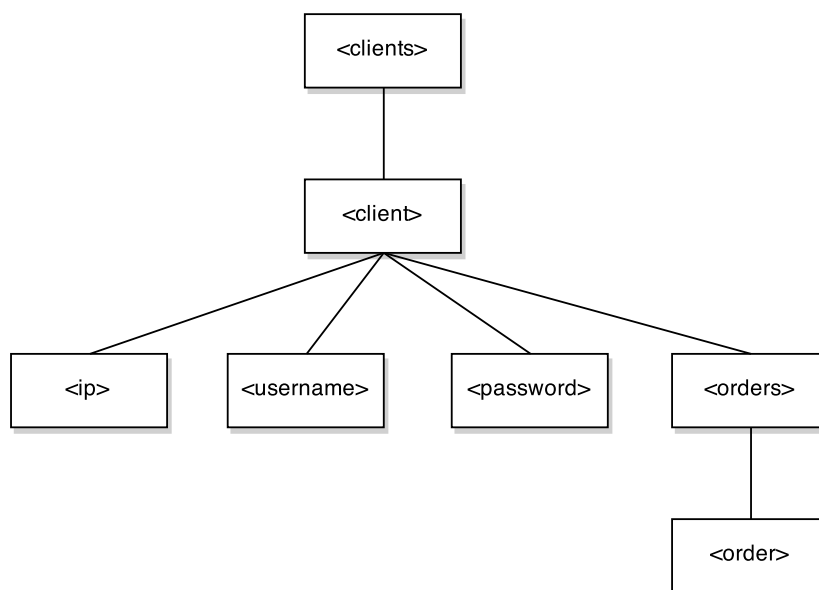 <clients>
<client>
<ip>
<username>
<password>
<orders>
<order>